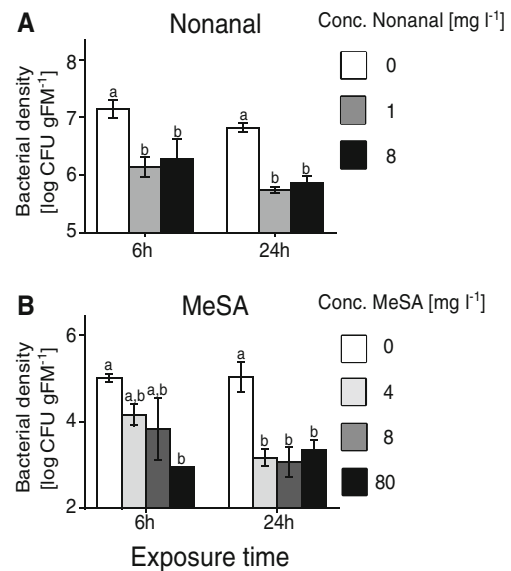 A
Nonanal
Conc. Nonanal [mg l-1]
Bacterial density
[log CFU gFM-1]
8
7
6
5
a
b
b
a
b
b
6h
24h
0
1
8
B
MeSA
Conc. MeSA [mg l-1]
Bacterial density
[log CFU gFM-1]
6
4
2
a
a,b
a,b
b
a
b
b
b
6h
24h
0
4
8
80
Exposure time